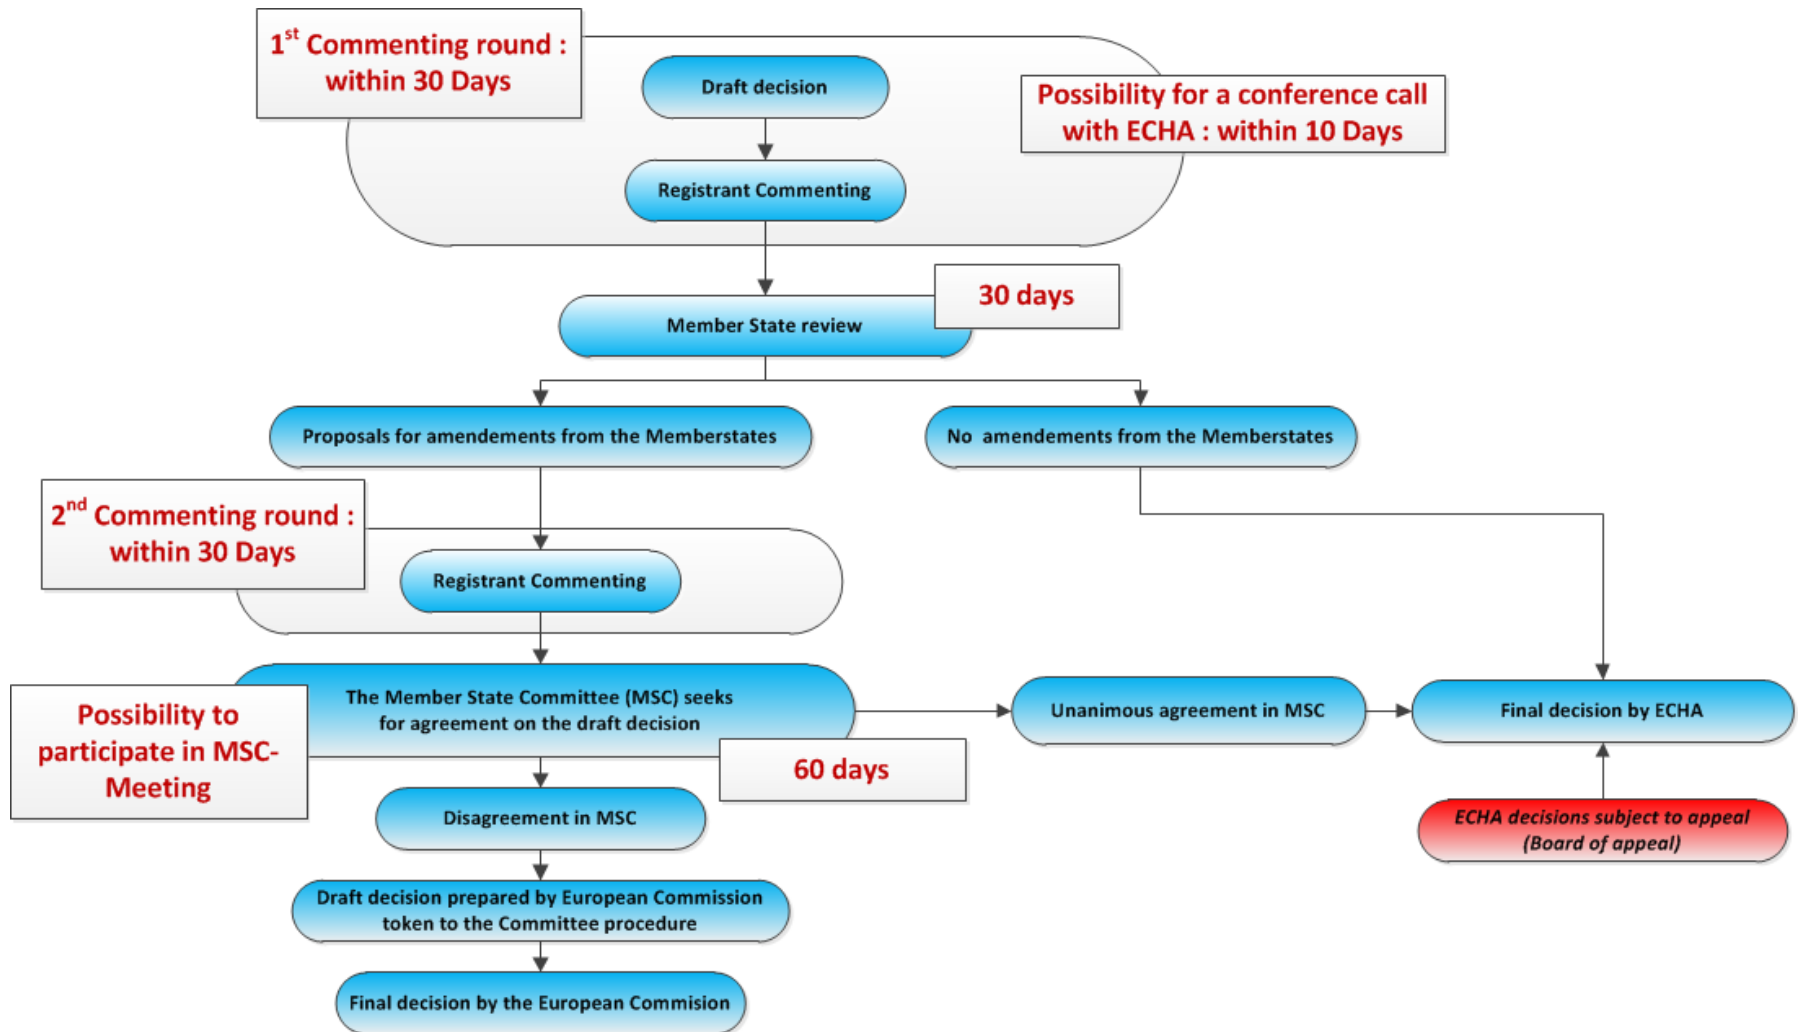 1st Commenting round :
within 30 Days
Draft decision
Possibility for a conference call
with ECHA : within 10 Days
Registrant Commenting
30 days
Member State review
Proposals for amendements from the Memberstates
No amendements from the Memberstates
2nd Commenting round :
within 30 Days
Registrant Commenting
The Member State Committee (MSC) seeks
for agreement on the draft decision
Possibility to
participate in MSC-
Meeting
60 days
Unanimous agreement in MSC
Final decision by ECHA
Disagreement in MSC
ECHA decisions subject to appeal
(Board of appeal)
Draft decision prepared by European Commission
token to the Committee procedure
Final decision by the European Commision